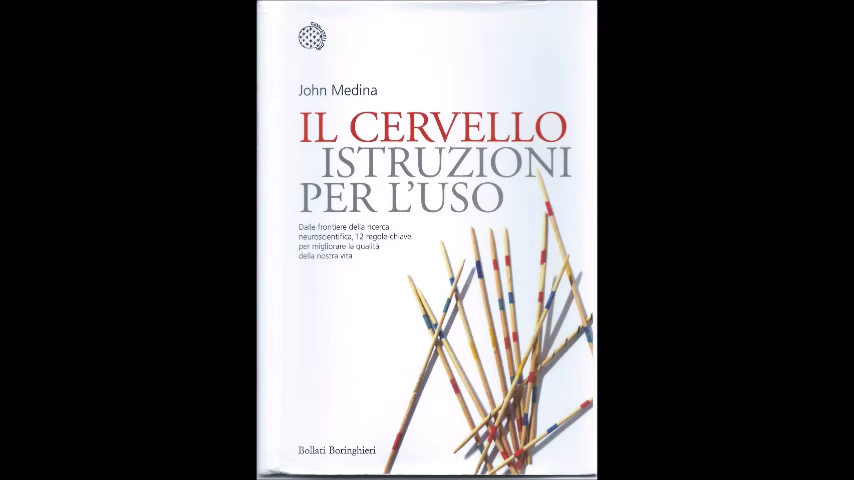 John Medina
IL CERVELLO
ISTRUZIONI
PER L'USO
Dalle frontiere della ricerca
neuroscientifica, 12 regole-chiave
per migliorare la qualità
della nostra vita
Bollati Boringhieri